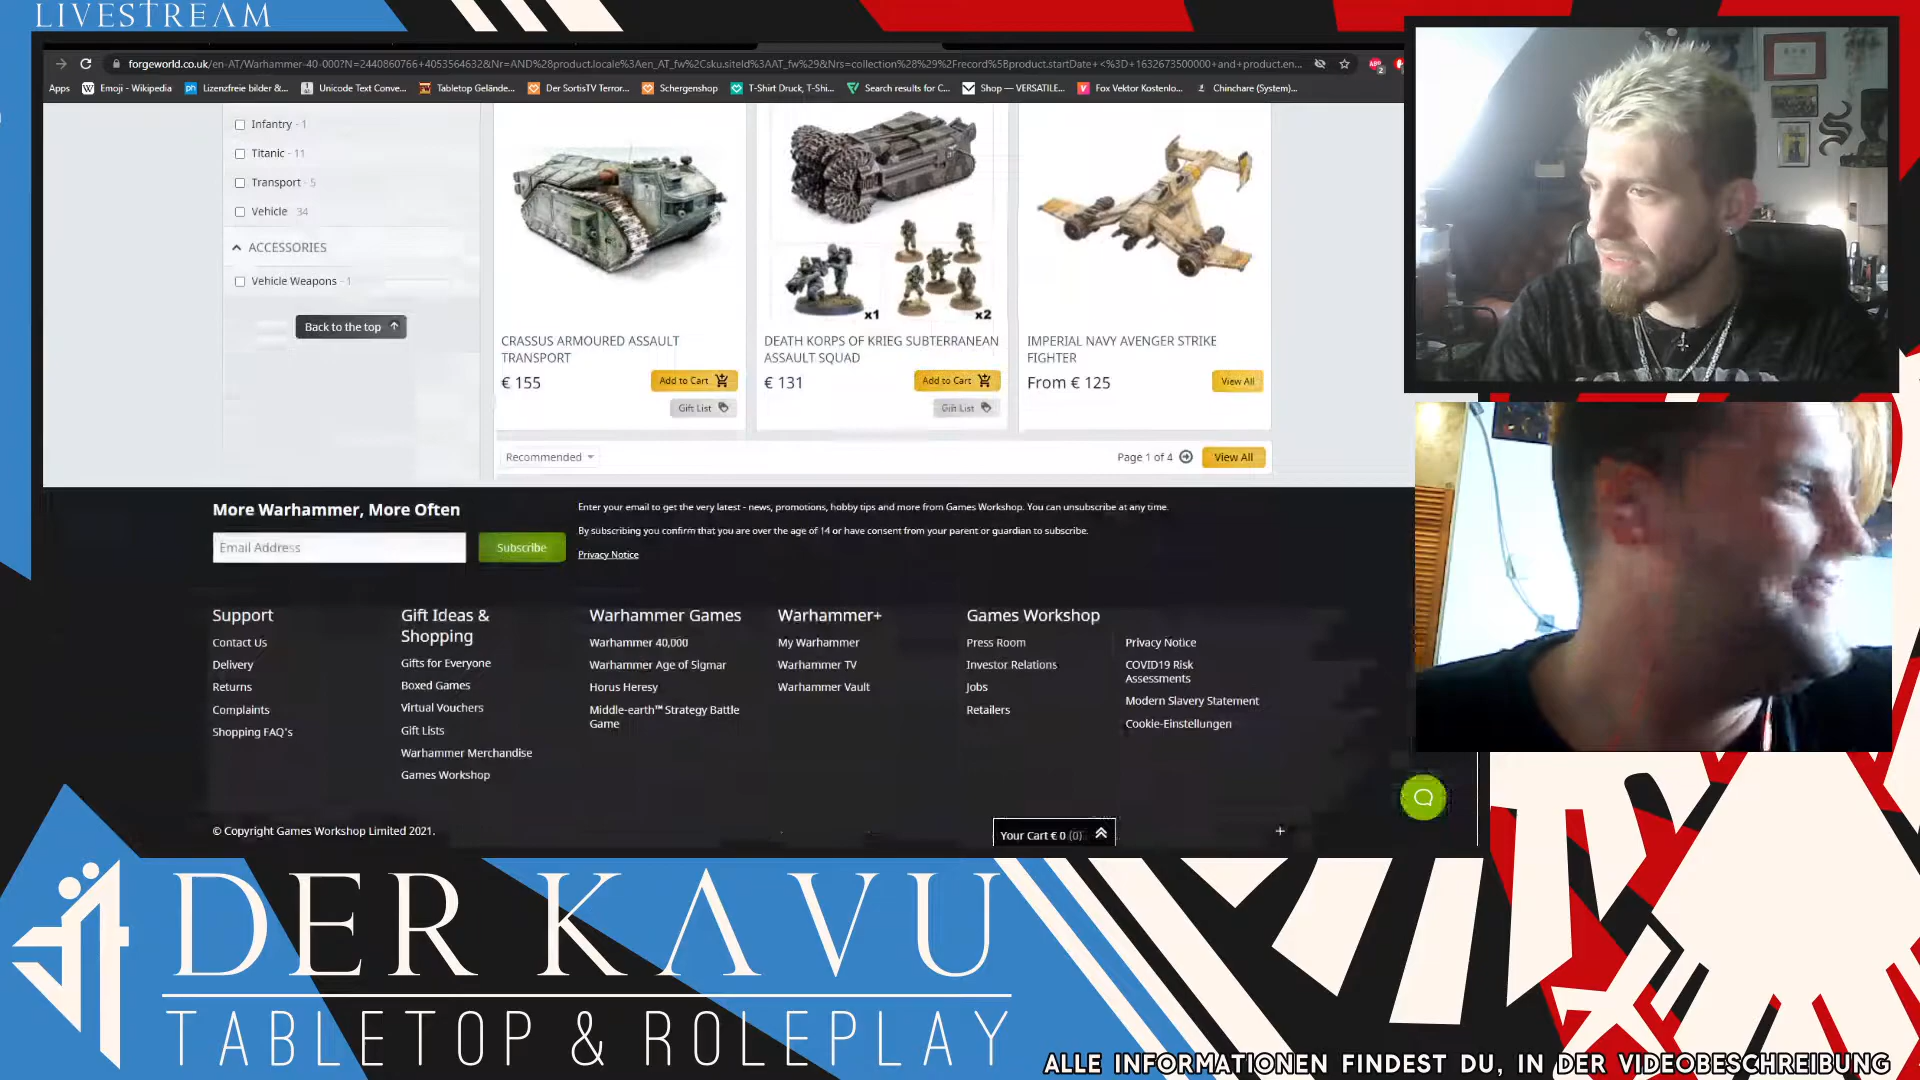 LIVESTREAM
forgeworld.co.uk/en-AT/Warhammer-40-000?N=2440860766+4053564632&Nr=AND%28product.locale%3Aen_AT_fw%2Csku.siteId%3AAT_fw%29&Nrs=collection%28%29%2Frecord%5Bproduct.startDate+<%3D+1632673500000+and+product.en...
Apps
Emoji - Wikipedia
Lizenzfreie bilder &...
Unicode Text Conve...
Tabletop Gelände...
Der SortisTV Terror...
Schergenshop
T-Shirt Druck, T-Shi...
Search results for C...
Shop — VERSATILE...
Fox Vektor Kostenlo...
Chinchare (System)...
Infantry - 1
Titanic - 11
Transport - 5
Vehicle 34
ACCESSORIES
Vehicle Weapons - 1
Back to the top
x1
x2
CRASSUS ARMOURED ASSAULT
TRANSPORT
€ 155
Add to Cart
Gift List
DEATH KORPS OF KRIEG SUBTERRANEAN
ASSAULT SQUAD
€ 131
Add to Cart
Gift List
IMPERIAL NAVY AVENGER STRIKE
FIGHTER
From € 125
View All
Recommended
Page 1 of 4
View All
More Warhammer, More Often
Email Address
Subscribe
Enter your email to get the very latest - news, promotions, hobby tips and more from Games Workshop. You can unsubscribe at any time.
By subscribing you confirm that you are over the age of 14 or have consent from your parent or guardian to subscribe.
Privacy Notice
Support
Contact Us
Delivery
Returns
Complaints
Shopping FAQ's
Gift Ideas &
Shopping
Gifts for Everyone
Boxed Games
Virtual Vouchers
Gift Lists
Warhammer Merchandise
Games Workshop
Warhammer Games
Warhammer 40,000
Warhammer Age of Sigmar
Horus Heresy
Middle-earth™ Strategy Battle
Game
Warhammer+
My Warhammer
Warhammer TV
Warhammer Vault
Games Workshop
Press Room
Investor Relations
Jobs
Retailers
Privacy Notice
COVID19 Risk
Assessments
Modern Slavery Statement
Cookie-Einstellungen
© Copyright Games Workshop Limited 2021.
Your Cart € 0 (0)
DER KAVU
TABLETOP & ROLEPLAY
ALLE INFORMATIONEN FINDEST DU, IN DER VIDEOBESCHREIBUNG